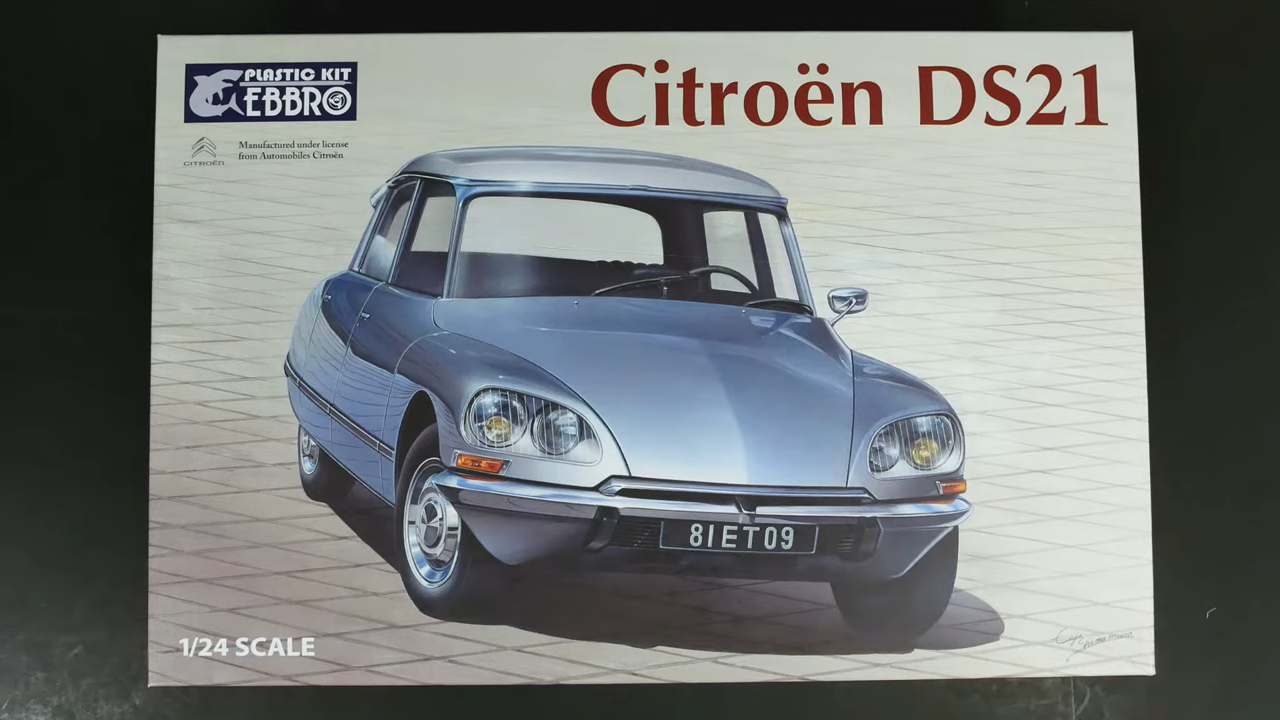 PLASTIC KIT
EBBRO
Citroën DS21
CITROËN
Manufactured under license
from Automobiles Citroën
81ET09
1/24 SCALE